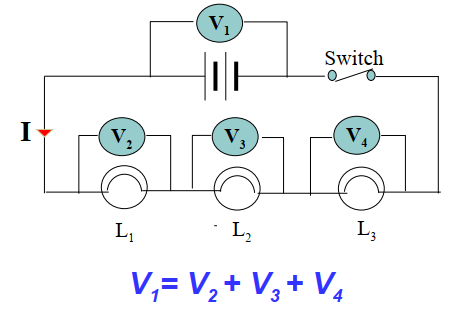 V₁
Switch
I
V₂ V₃ V₄
L₁ L₂ L₃
V₁= V₂ + V₃ + V₄